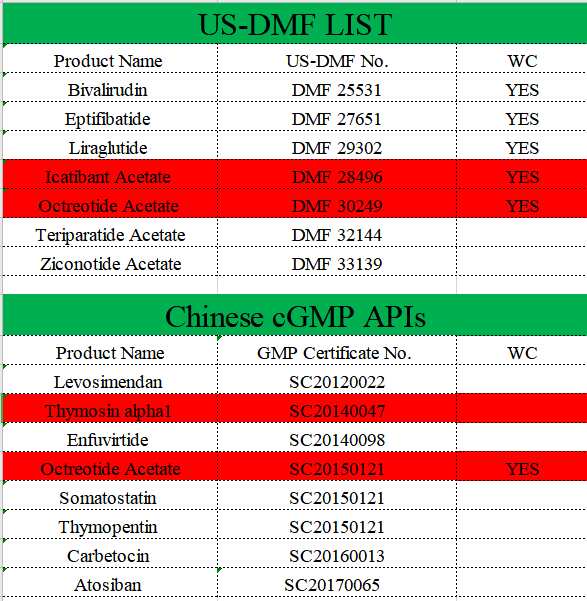 US-DMF LIST
Product Name US-DMF No. WC
Bivalirudin DMF 25531 YES
Eptifibatide DMF 27651 YES
Liraglutide DMF 29302 YES
Icatibant Acetate DMF 28496 YES
Octreotide Acetate DMF 30249 YES
Teriparatide Acetate DMF 32144
Ziconotide Acetate DMF 33139
Chinese cGMP APIs
Product Name GMP Certificate No. WC
Levosimendan SC20120022
Thymosin alpha1 SC20140047
Enfuvirtide SC20140098
Octreotide Acetate SC20150121 YES
Somatostatin SC20150121
Thymopentin SC20150121
Carbetocin SC20160013
Atosiban SC20170065